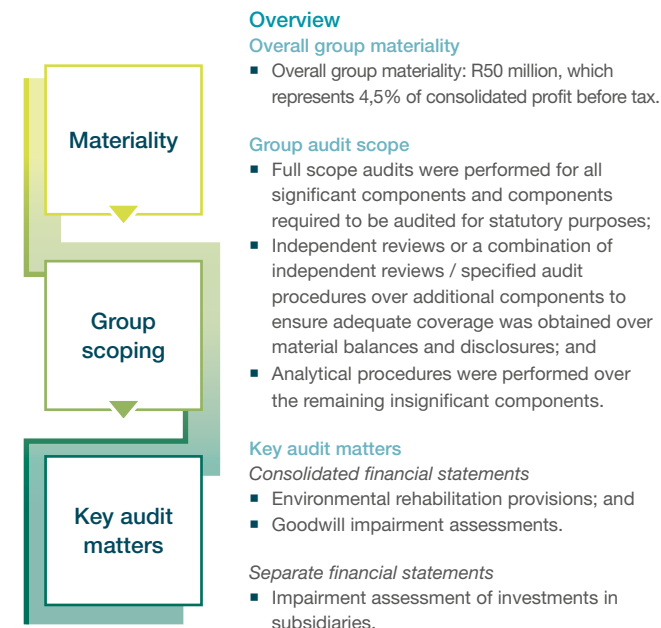 Overview
Overall group materiality
■ Overall group materiality: R50 million, which
represents 4,5% of consolidated profit before tax.
Materiality
Group audit scope
■ Full scope audits were performed for all
significant components and components
required to be audited for statutory purposes;
■ Independent reviews or a combination of
independent reviews / specified audit
procedures over additional components to
ensure adequate coverage was obtained over
material balances and disclosures; and
■ Analytical procedures were performed over
the remaining insignificant components.
Group
scoping
Key audit matters
Consolidated financial statements
■ Environmental rehabilitation provisions; and
■ Goodwill impairment assessments.
Separate financial statements
■ Impairment assessment of investments in
subsidiaries.
Key audit
matters